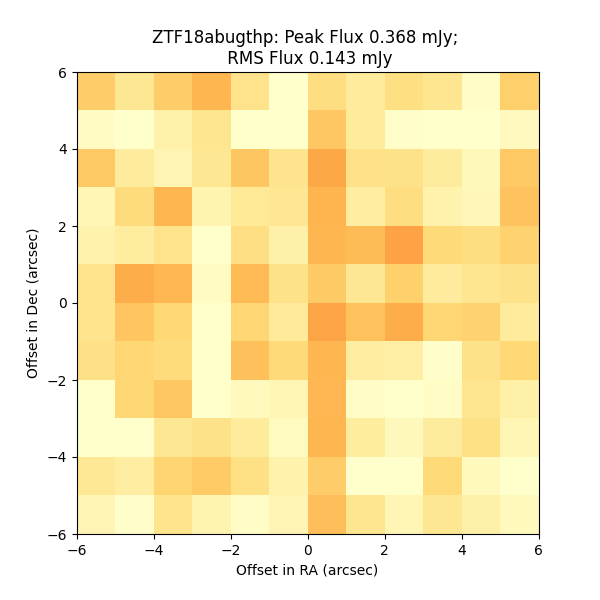 ZTF18abugthp: Peak Flux 0.368 mJy;
RMS Flux 0.143 mJy
6
4
2
0
−2
−4
−6
Offset in Dec (arcsec)
−6 −4 −2 0 2 4 6
Offset in RA (arcsec)